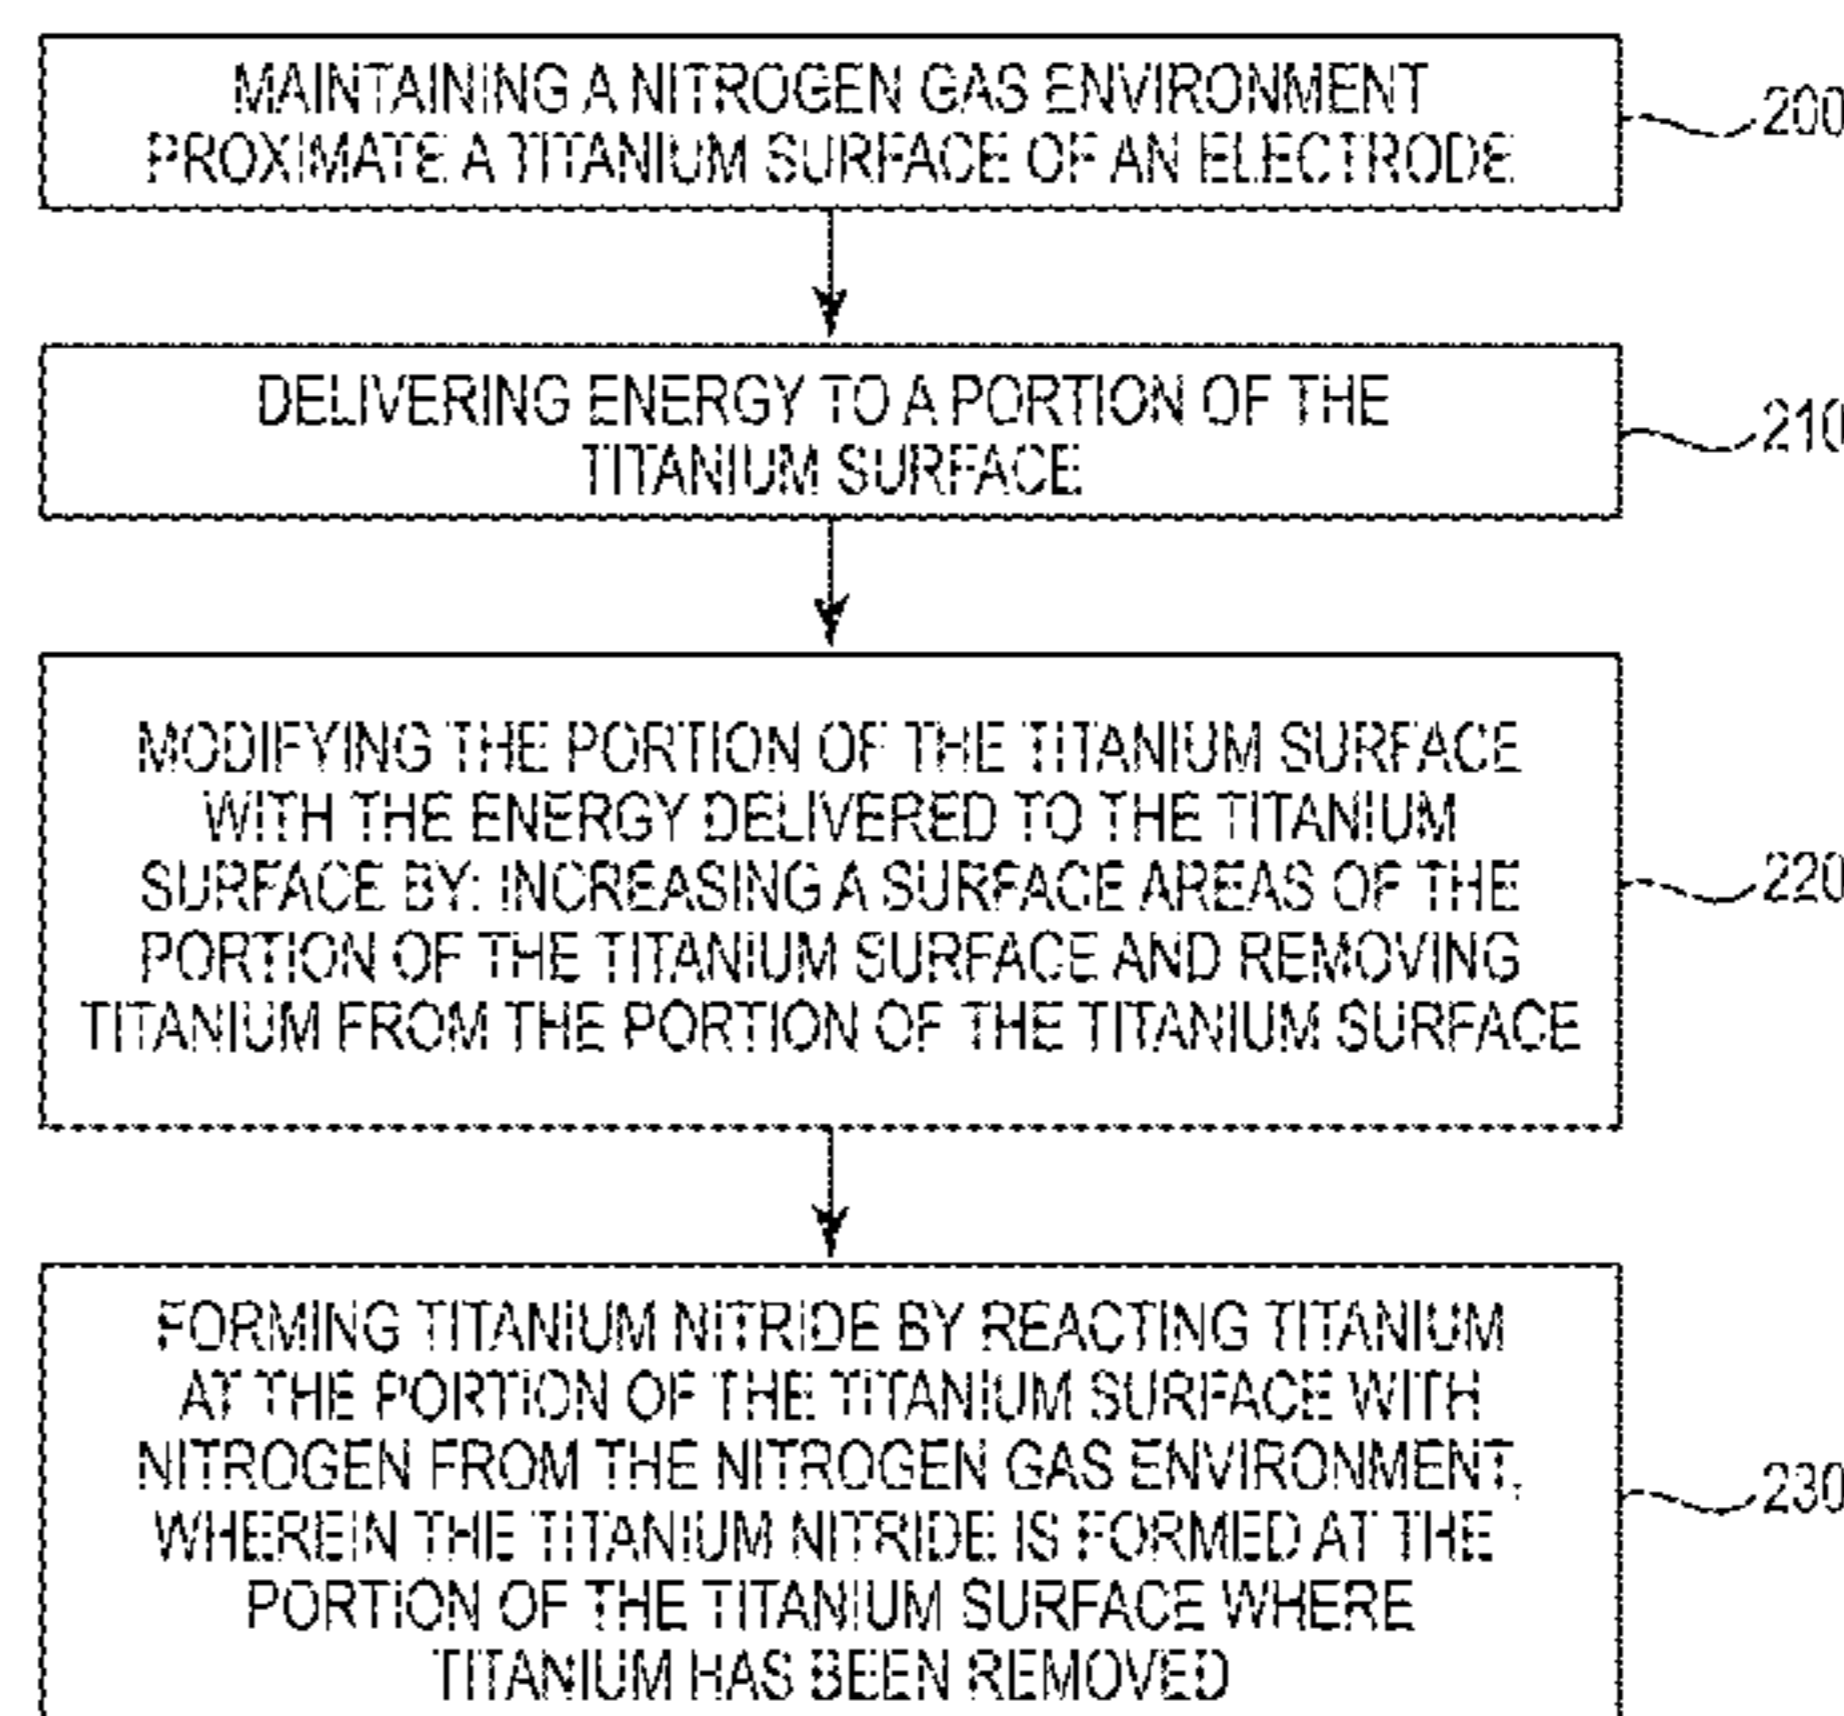 MAINTAINING A NITROGEN GAS ENVIRONMENT
PROXIMATE A TITANIUM SURFACE OF AN ELECTRODE
200
DELIVERING ENERGY TO A PORTION OF THE
TITANIUM SURFACE
210
MODIFYING THE PORTION OF THE TITANIUM SURFACE
WITH THE ENERGY DELIVERED TO THE TITANIUM
SURFACE BY: INCREASING A SURFACE AREAS OF THE
PORTION OF THE TITANIUM SURFACE AND REMOVING
TITANIUM FROM THE PORTION OF THE TITANIUM SURFACE
220
FORMING TITANIUM NITRIDE BY REACTING TITANIUM
AT THE PORTION OF THE TITANIUM SURFACE WITH
NITROGEN FROM THE NITROGEN GAS ENVIRONMENT,
WHEREIN THE TITANIUM NITRIDE IS FORMED AT THE
PORTION OF THE TITANIUM SURFACE WHERE
TITANIUM HAS BEEN REMOVED
230